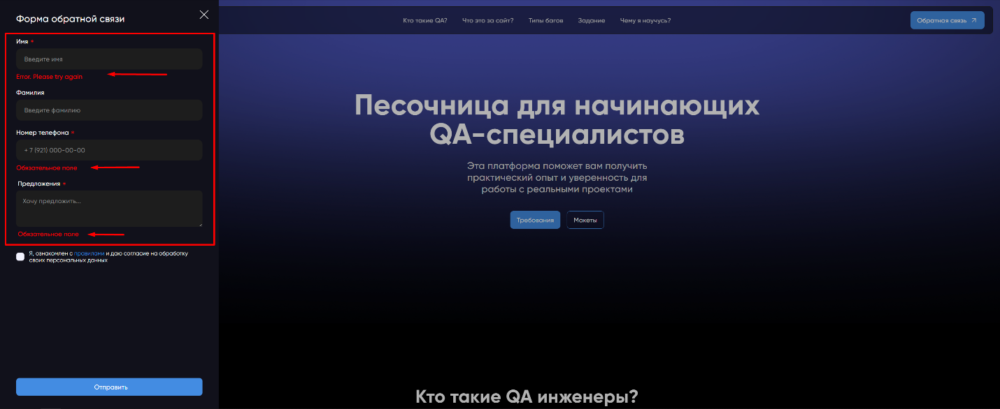 Форма обратной связи
Имя *
Введите имя
Error. Please try again
Фамилия
Введите фамилию
Номер телефона *
+ 7 (921) 000-00-00
Обязательное поле
Предложения *
Хочу предложить...
Обязательное поле
Я, ознакомлен с правилами и даю согласие на обработку
своих персональных данных
Отправить
Кто такие QA? Что это за сайт? Типы багов Задание Чему я научусь? Обратная связь
Песочница для начинающих
QA-специалистов
Эта платформа поможет вам получить
практический опыт и уверенность для
работы с реальными проектами
Требования Макеты
Кто такие QA инженеры?